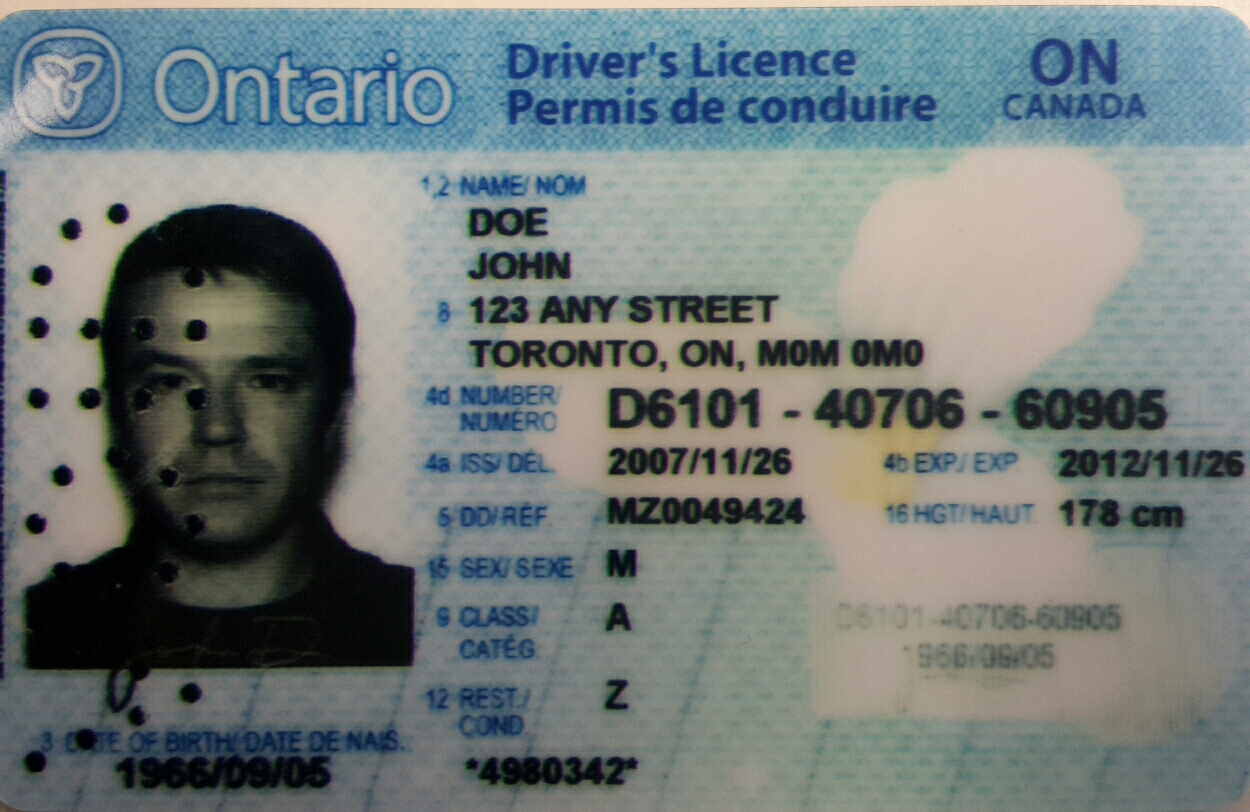 Ontario
Driver's Licence
Permis de conduire
ON
CANADA
1,2 NAME/ NOM
DOE
JOHN
8 123 ANY STREET
TORONTO, ON, M0M 0M0
4d NUMBER/
NUMÉRO
D6101 - 40706 - 60905
4a ISS/ DÉL. 2007/11/26 4b EXP./ EXP 2012/11/26
5 DD/RÉF. MZ0049424 16 HGT/HAUT. 178 cm
15 SEX/ SEXE M
9 CLASS/
CATÉG. A
D6101-40706-60905
1966/09/05
12 REST./
COND. Z
3 DATE OF BIRTH/ DATE DE NAIS.
1966/09/05 *4980342*